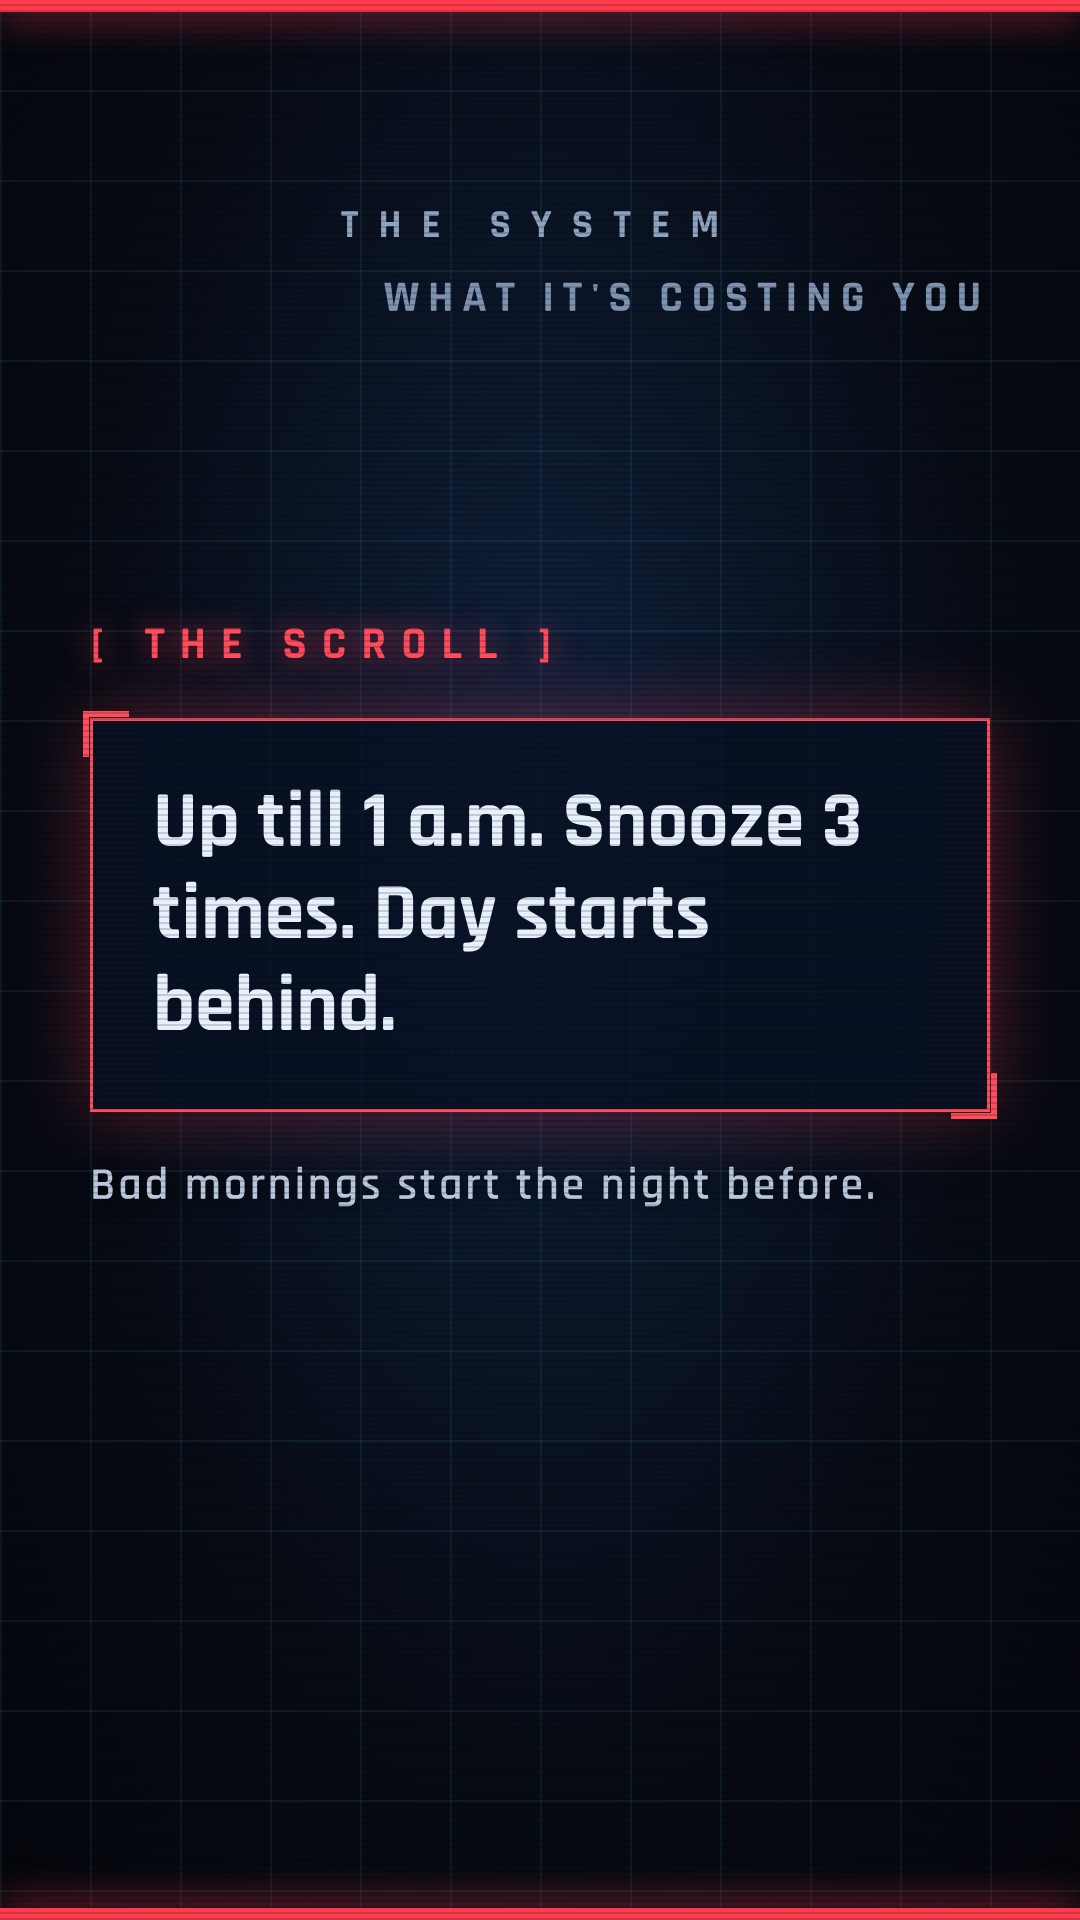 THE SYSTEM
WHAT IT'S COSTING YOU
[ THE SCROLL ]
Up till 1 a.m. Snooze 3
times. Day starts
behind.
Bad mornings start the night before.